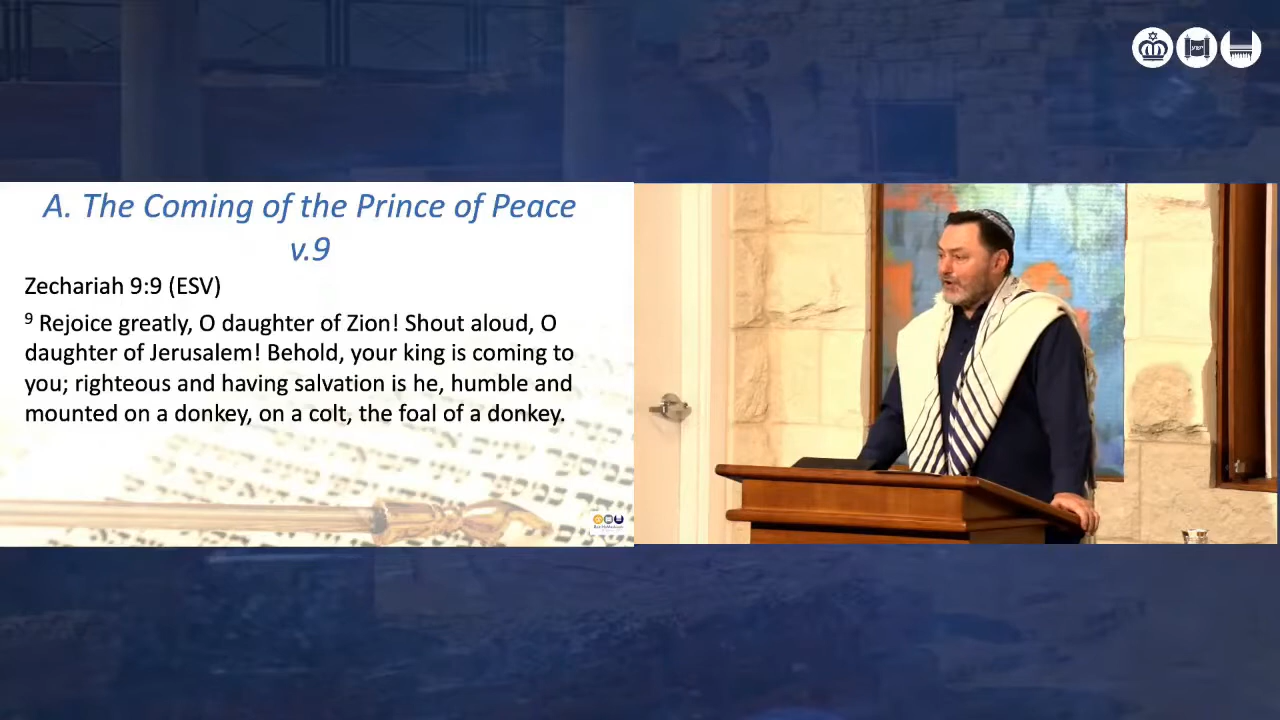 A. The Coming of the Prince of Peace
v.9
Zechariah 9:9 (ESV)
9 Rejoice greatly, O daughter of Zion! Shout aloud, O
daughter of Jerusalem! Behold, your king is coming to
you; righteous and having salvation is he, humble and
mounted on a donkey, on a colt, the foal of a donkey.